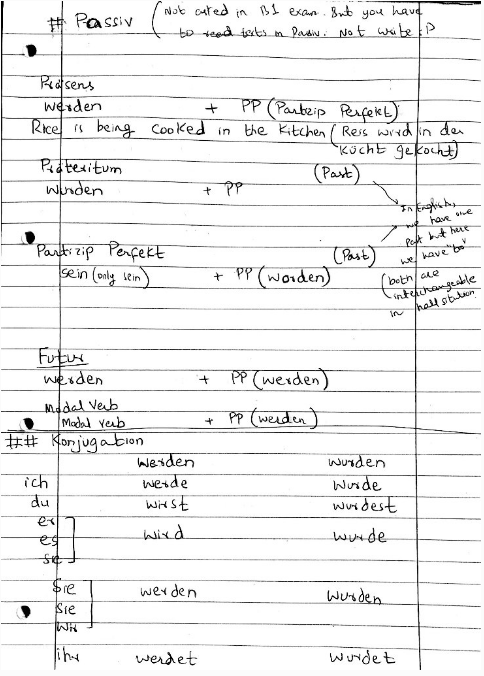 # Passiv (Not asked in B1 exam. But you have
to read texts in Passiv. Not write :D
Präsens
werden + PP (Partzip Perfekt)
Rice is being cooked in the Kitchen (Reis wird in der
Kücht gekocht)
Präteritum (Past)
wurden + PP
In English,
we have one
Past but here
we have "two"
(both are
interchangeable
in
Partizip Perfekt (Past)
sein (only sein) + PP (worden)
Futur
werden + PP (werden)
Modal Verb
Modal verb + PP (werden)
## Konjugation
werden wurden
ich werde wurde
du wirst wurdest
er
es wird wurde
sie
Sie
sie werden wurden
wir
ihr werdet wurdet